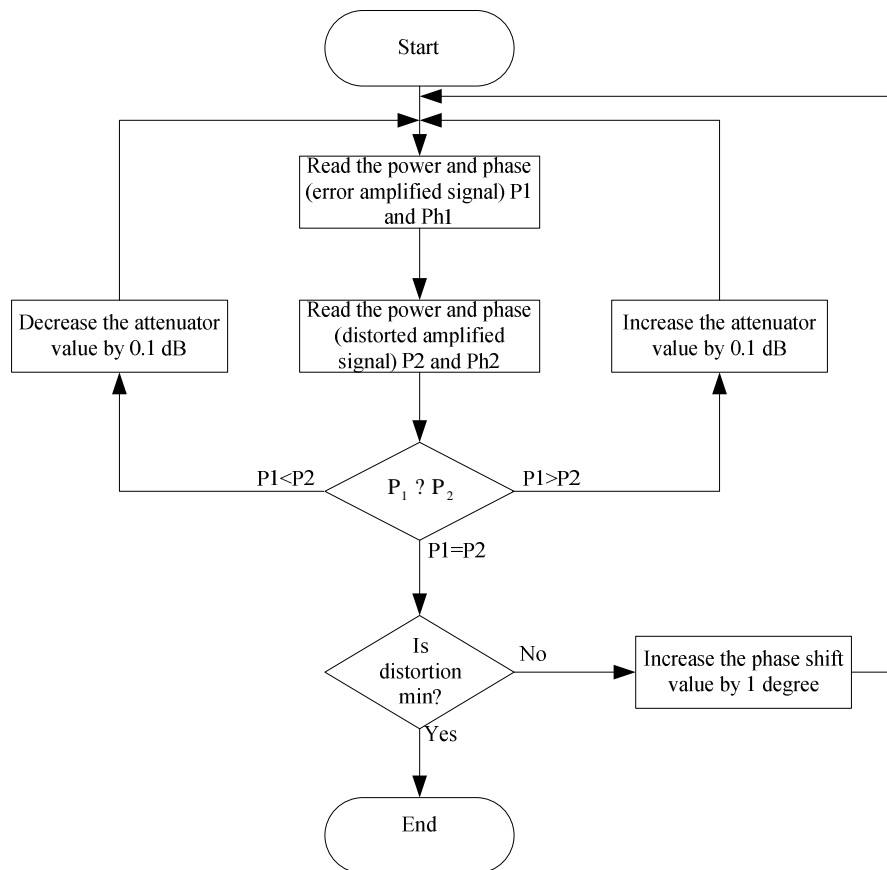 Start
Read the power and phase
(error amplified signal) P1
and Ph1
Decrease the attenuator
value by 0.1 dB
Read the power and phase
(distorted amplified
signal) P2 and Ph2
Increase the attenuator
value by 0.1 dB
P1<P2
P1 ? P2
P1>P2
P1=P2
Is
distortion
min?
No
Increase the phase shift
value by 1 degree
Yes
End